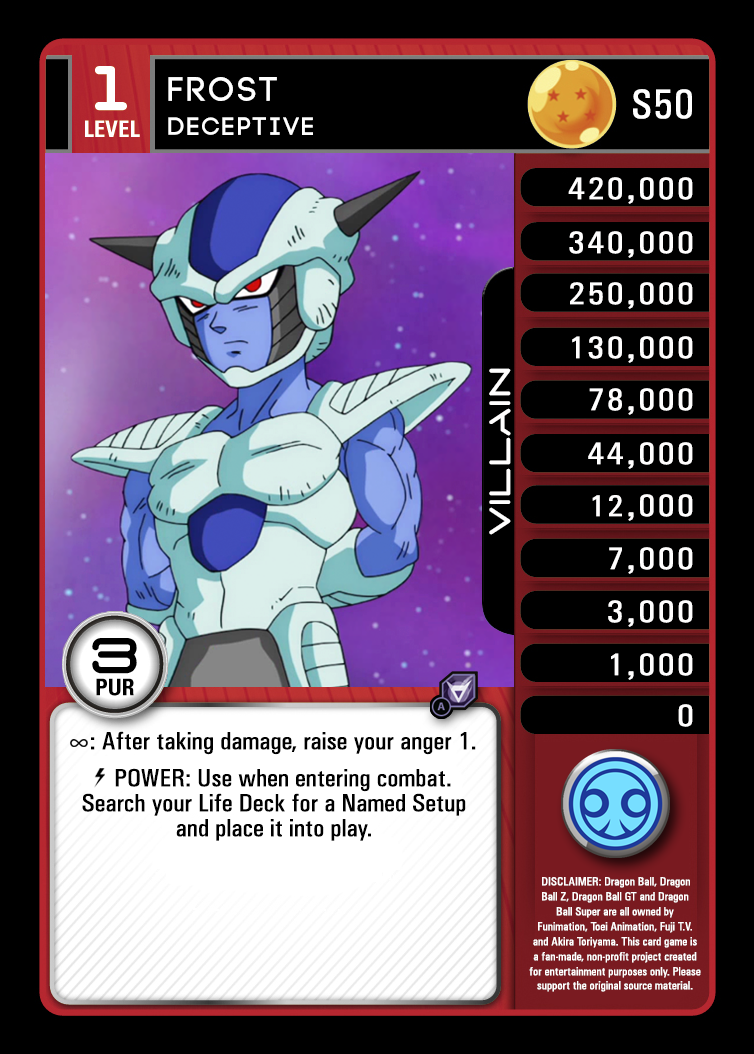 1
LEVEL
FROST
DECEPTIVE
S50
420,000
340,000
250,000
130,000
78,000
44,000
12,000
7,000
3,000
1,000
0
VILLAIN
3
PUR
A
∞: After taking damage, raise your anger 1.
POWER: Use when entering combat.
Search your Life Deck for a Named Setup
and place it into play.
DISCLAIMER: Dragon Ball, Dragon
Ball Z, Dragon Ball GT and Dragon
Ball Super are all owned by
Funimation, Toei Animation, Fuji T.V.
and Akira Toriyama. This card game is
a fan-made, non-profit project created
for entertainment purposes only. Please
support the original source material.